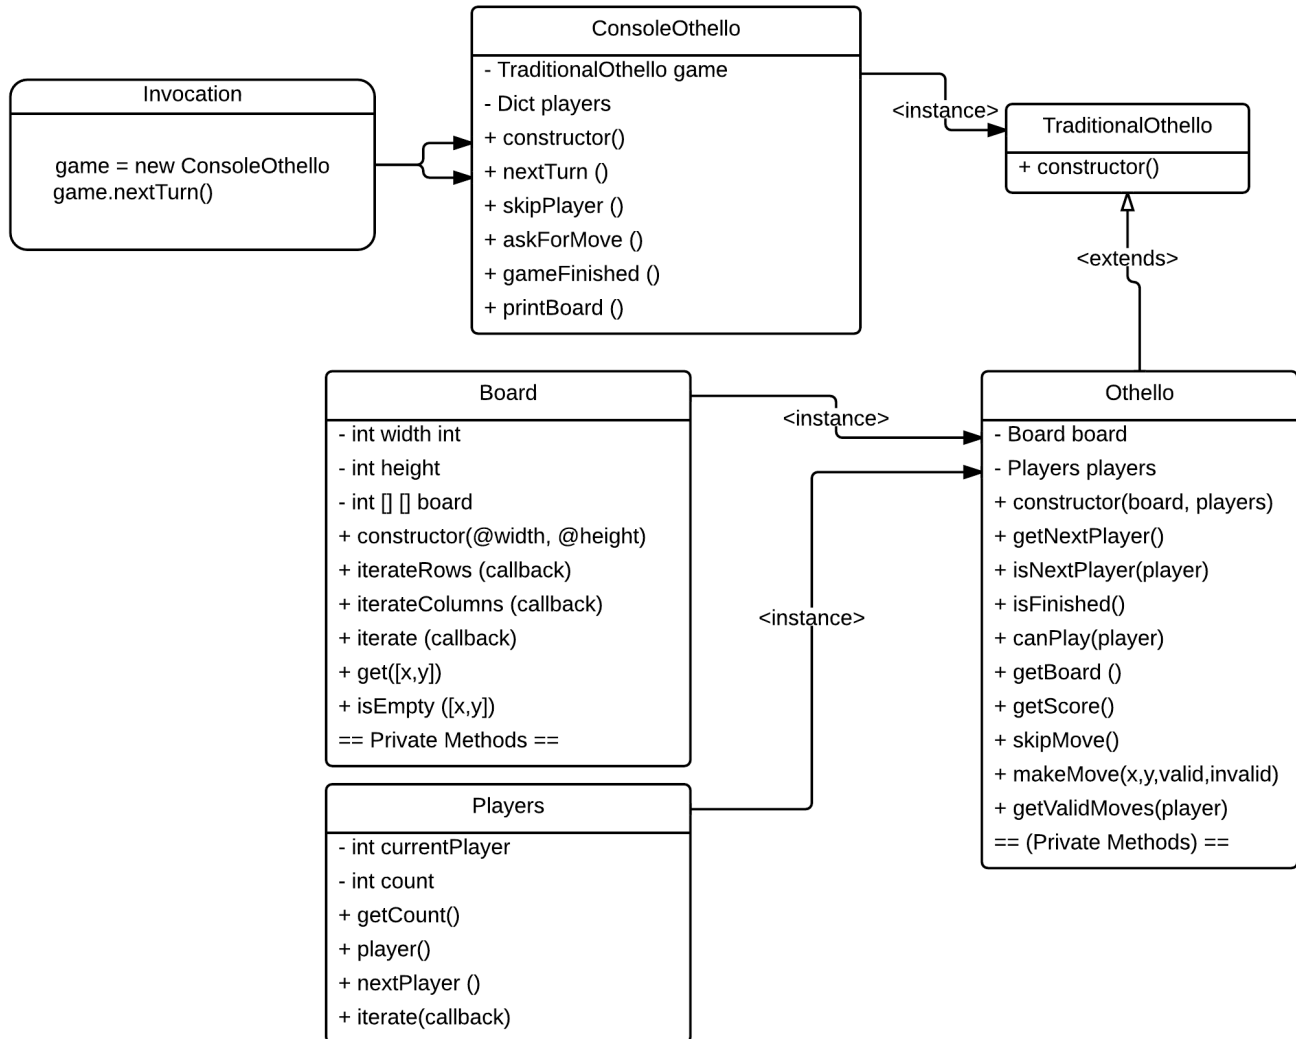 Invocation
game = new ConsoleOthello
game.nextTurn()
ConsoleOthello
- TraditionalOthello game
- Dict players
+ constructor()
+ nextTurn ()
+ skipPlayer ()
+ askForMove ()
+ gameFinished ()
+ printBoard ()
<instance>
TraditionalOthello
+ constructor()
<extends>
Board
- int width int
- int height
- int [] [] board
+ constructor(@width, @height)
+ iterateRows (callback)
+ iterateColumns (callback)
+ iterate (callback)
+ get([x,y])
+ isEmpty ([x,y])
== Private Methods ==
<instance>
Othello
- Board board
- Players players
+ constructor(board, players)
+ getNextPlayer()
+ isNextPlayer(player)
+ isFinished()
+ canPlay(player)
+ getBoard ()
+ getScore()
+ skipMove()
+ makeMove(x,y,valid,invalid)
+ getValidMoves(player)
== (Private Methods) ==
<instance>
Players
- int currentPlayer
- int count
+ getCount()
+ player()
+ nextPlayer ()
+ iterate(callback)